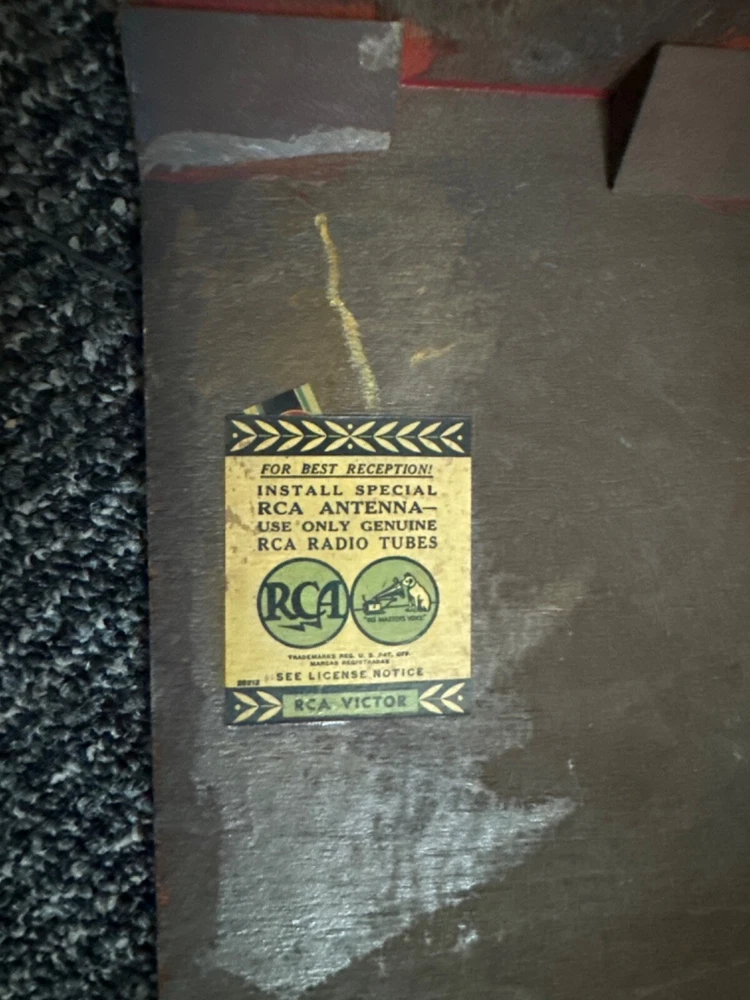 FOR BEST RECEPTION!
INSTALL SPECIAL
RCA ANTENNA—
USE ONLY GENUINE
RCA RADIO TUBES
RCA
"HIS MASTER'S VOICE"
TRADEMARKS REG. U. S. PAT. OFF.
MARCAS REGISTRADAS
SEE LICENSE NOTICE
RCA VICTOR